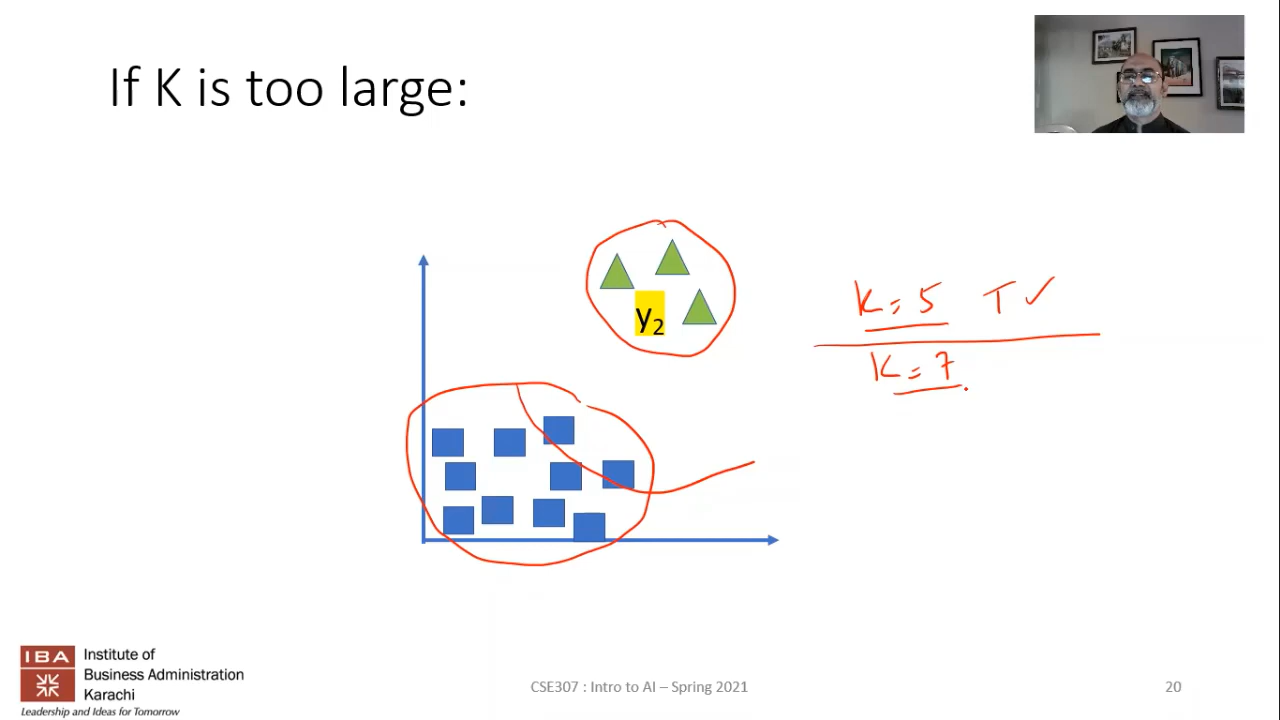 If K is too large:
K = 5 T ✓
y₂
K = 7
IBA
Institute of
Business Administration
Karachi
Leadership and Ideas for Tomorrow
CSE307 : Intro to AI – Spring 2021
20